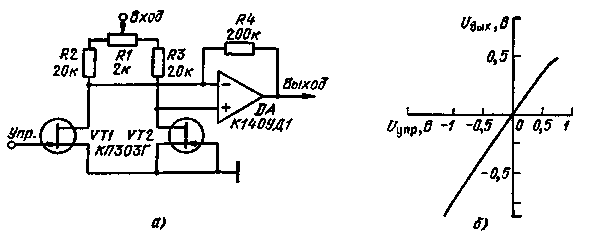 Вход
R2
20к
R1
2к
R3
20к
R4
200к
Выход
−
+
DA
К140УД1
Упр.
VT1
VT2
КП303Г
а)
Uвых, В
0,5
Uупр, В
-1
-0,5
0
0,5
1
-0,5
б)